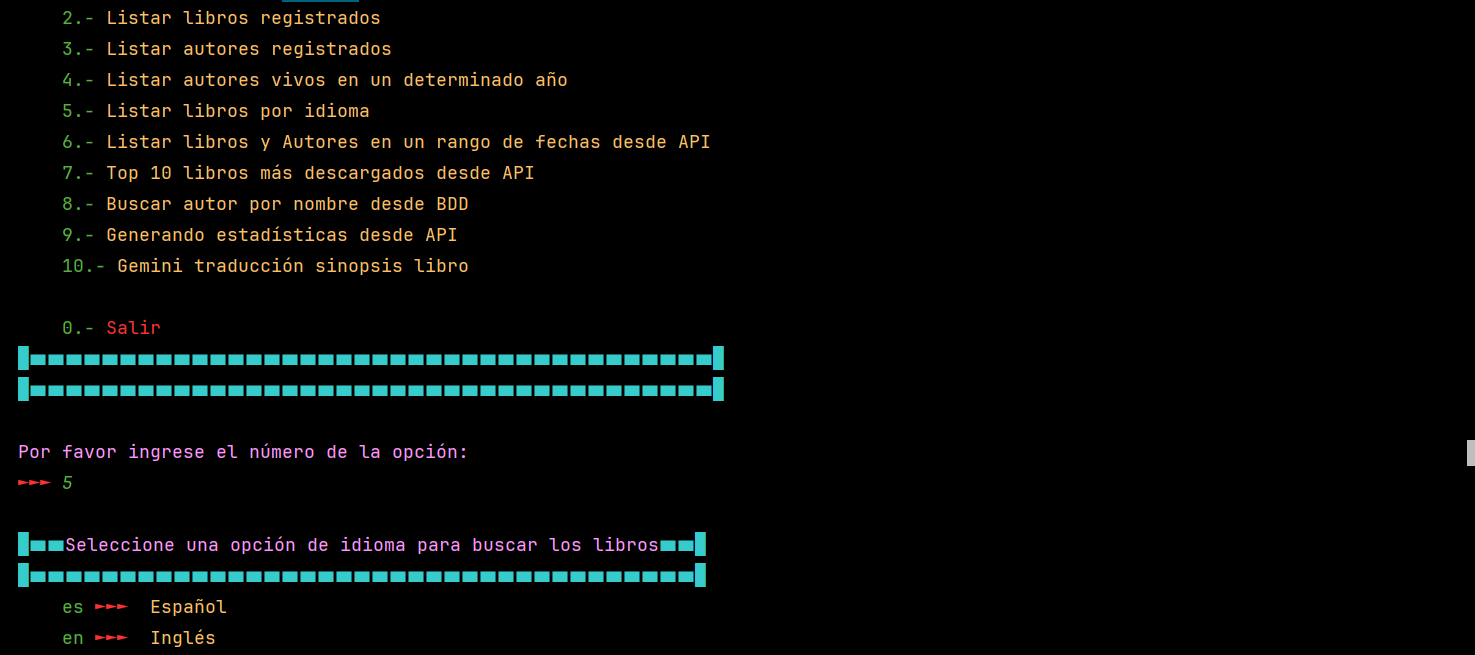 2.- Listar libros registrados
3.- Listar autores registrados
4.- Listar autores vivos en un determinado año
5.- Listar libros por idioma
6.- Listar libros y Autores en un rango de fechas desde API
7.- Top 10 libros más descargados desde API
8.- Buscar autor por nombre desde BDD
9.- Generando estadísticas desde API
10.- Gemini traducción sinopsis libro
0.- Salir
Por favor ingrese el número de la opción:
►►► 5
Seleccione una opción de idioma para buscar los libros
es ►►► Español
en ►►► Inglés